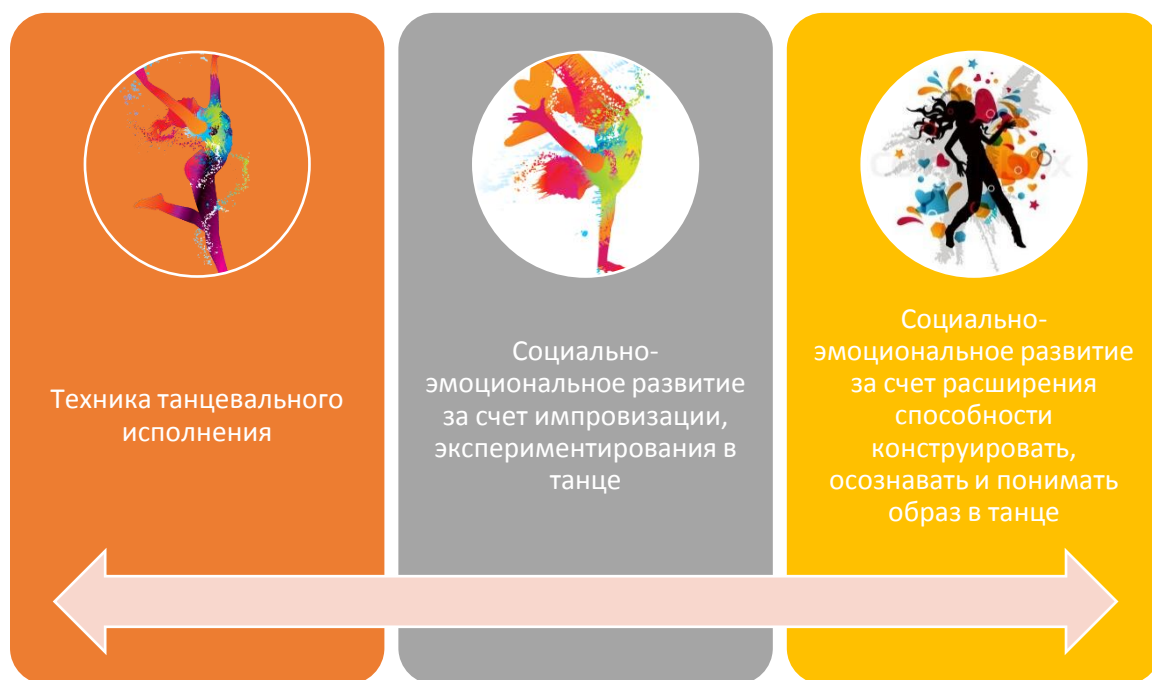 Техника танцевального
исполнения
Социально-
эмоциональное развитие
за счет импровизации,
экспериментирования в
танце
Социально-
эмоциональное развитие
за счет расширения
способности
конструировать,
осознавать и понимать
образ в танце